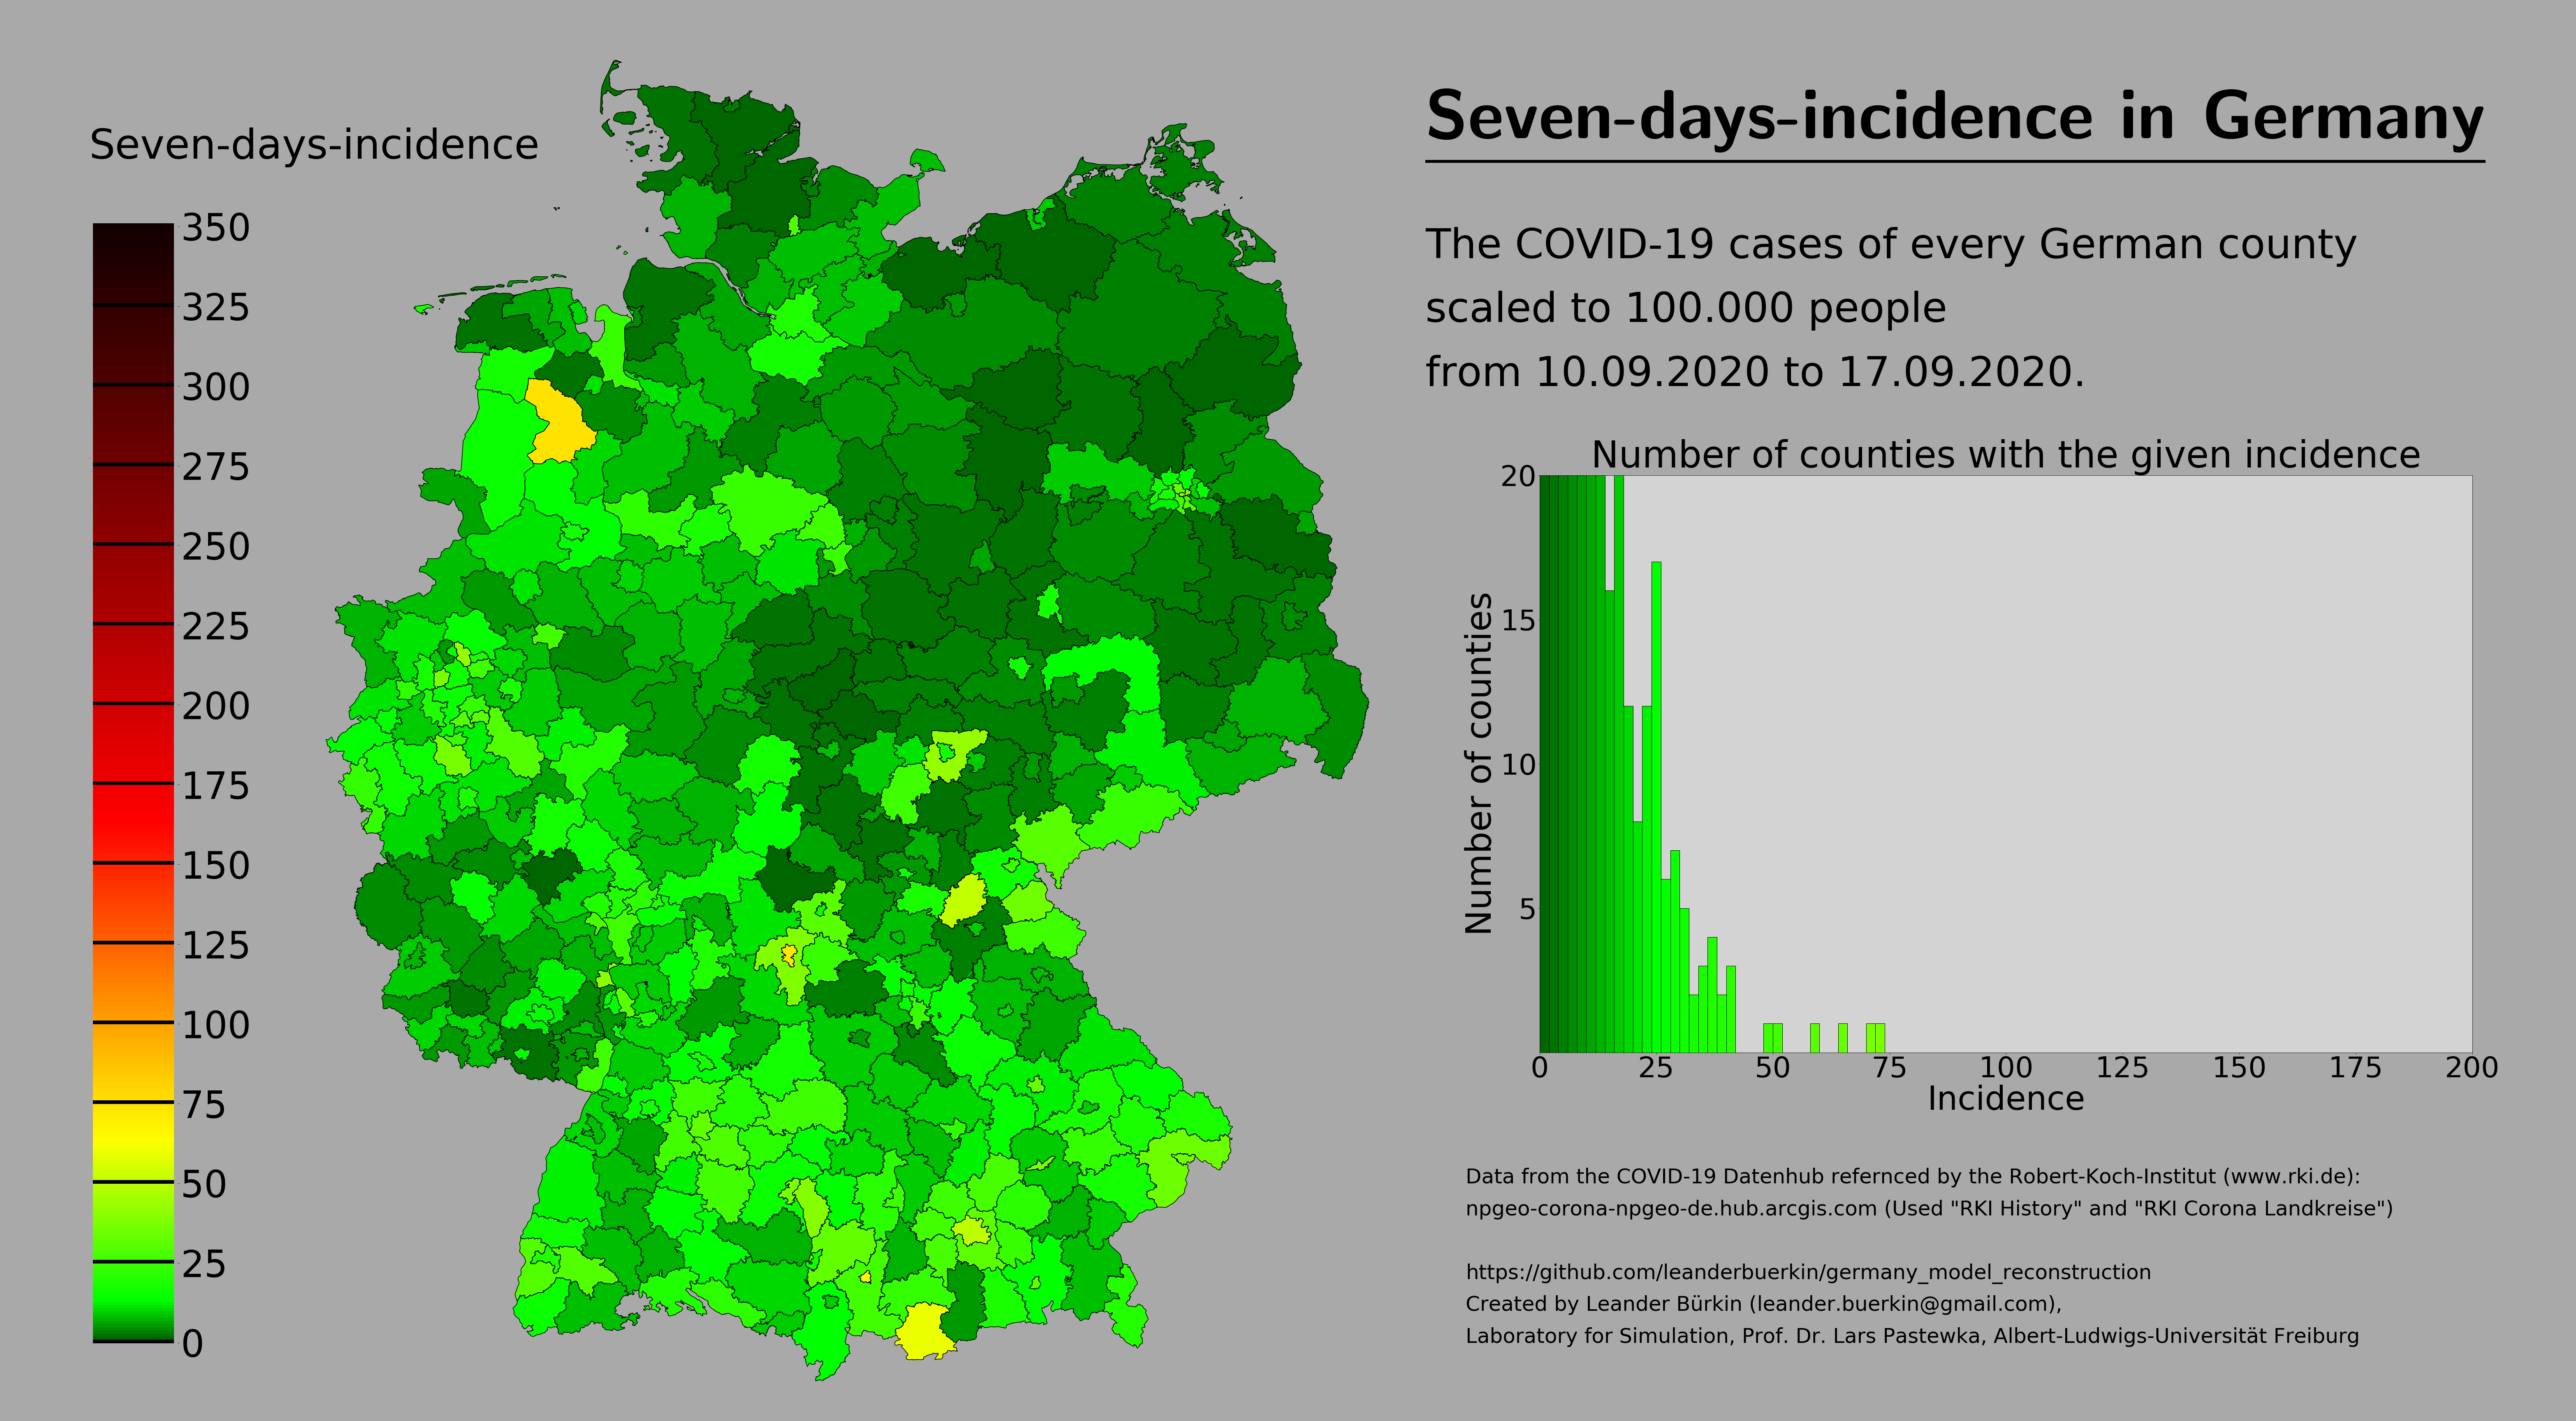 Seven-days-incidence in Germany
Seven-days-incidence
The COVID-19 cases of every German county
scaled to 100.000 people
from 10.09.2020 to 17.09.2020.
350
325
300
275
250
225
200
175
150
125
100
75
50
25
0
Number of counties with the given incidence
20
15
10
5
Number of counties
0 25 50 75 100 125 150 175 200
Incidence
Data from the COVID-19 Datenhub refernced by the Robert-Koch-Institut (www.rki.de):
npgeo-corona-npgeo-de.hub.arcgis.com (Used "RKI History" and "RKI Corona Landkreise")
https://github.com/leanderbuerkin/germany_model_reconstruction
Created by Leander Bürkin (leander.buerkin@gmail.com),
Laboratory for Simulation, Prof. Dr. Lars Pastewka, Albert-Ludwigs-Universität Freiburg